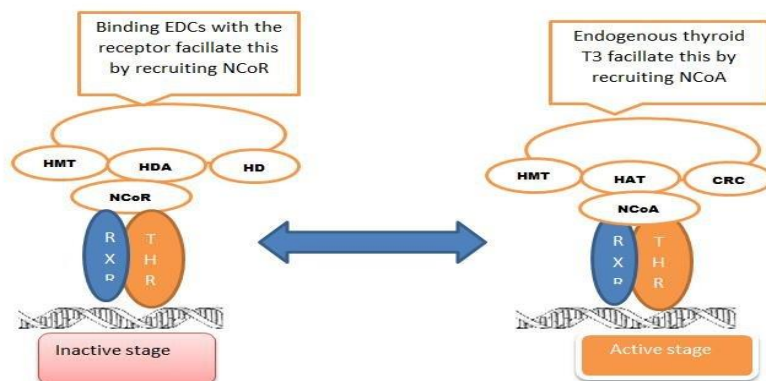 Binding EDCs with the
receptor facillate this
by recruiting NCoR
Endogenous thyroid
T3 facillate this by
recruiting NCoA
HMT
HDA
HD
NCoR
R
X
R
T
H
R
Inactive stage
HMT
HAT
CRC
NCoA
R
X
R
T
H
R
Active stage